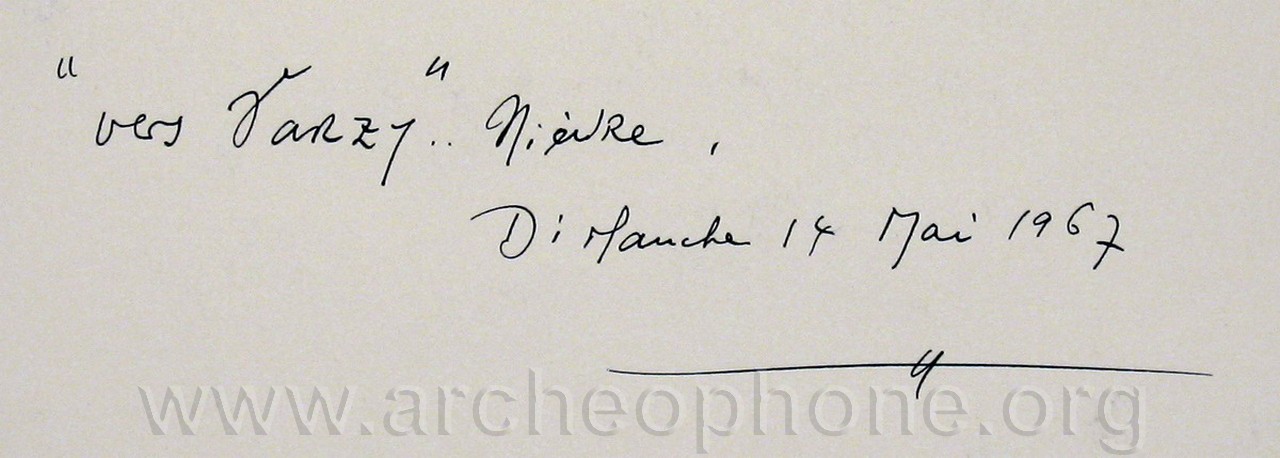 "vers Varzy".. Nièvre,
Dimanche 14 Mai 1967
www.archeophone.org